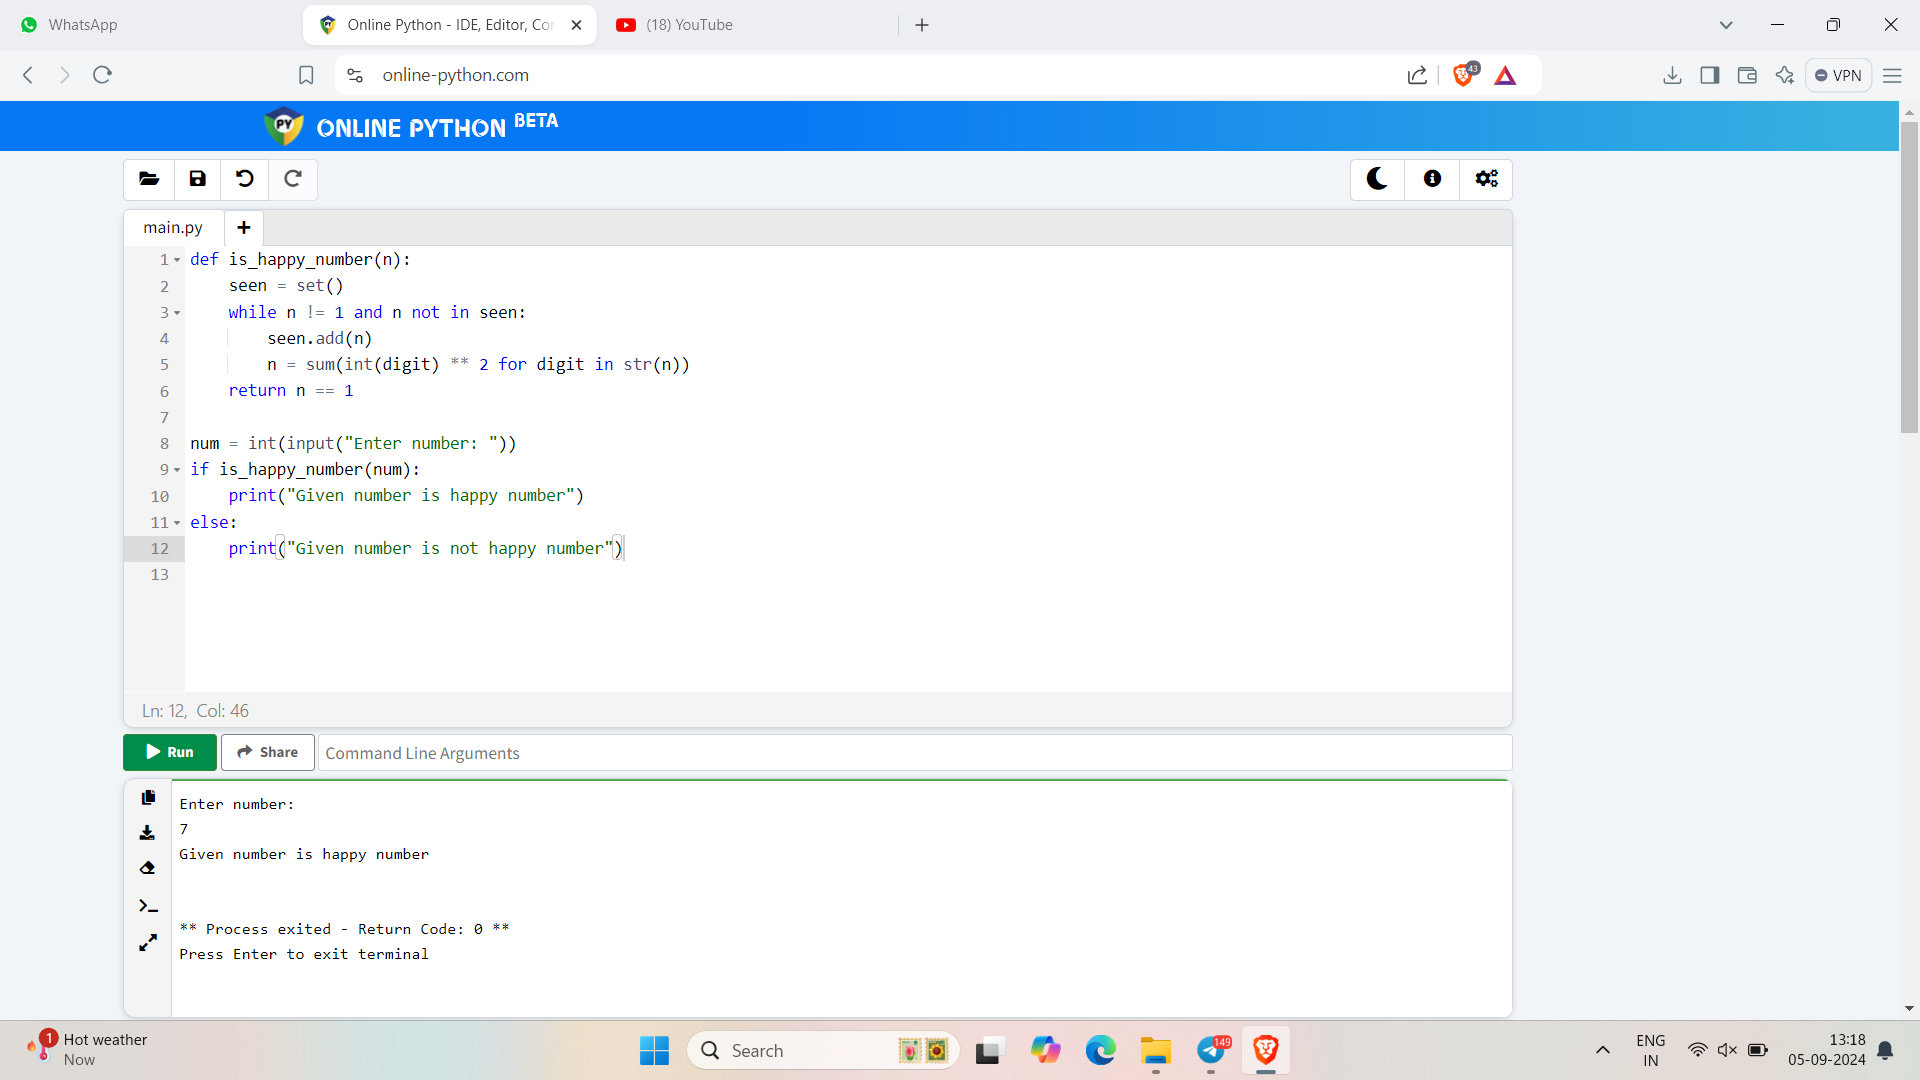 WhatsApp
Online Python - IDE, Editor, Cor
(18) YouTube
online-python.com
43
VPN
PY
ONLINE PYTHON BETA
main.py
1 def is_happy_number(n):
2     seen = set()
3     while n != 1 and n not in seen:
4         seen.add(n)
5         n = sum(int(digit) ** 2 for digit in str(n))
6     return n == 1
7
8 num = int(input("Enter number: "))
9 if is_happy_number(num):
10     print("Given number is happy number")
11 else:
12     print("Given number is not happy number")
13
Ln: 12, Col: 46
Run
Share
Command Line Arguments
Enter number:
7
Given number is happy number
** Process exited - Return Code: 0 **
Press Enter to exit terminal
1
Hot weather
Now
Search
149
ENG
IN
13:18
05-09-2024